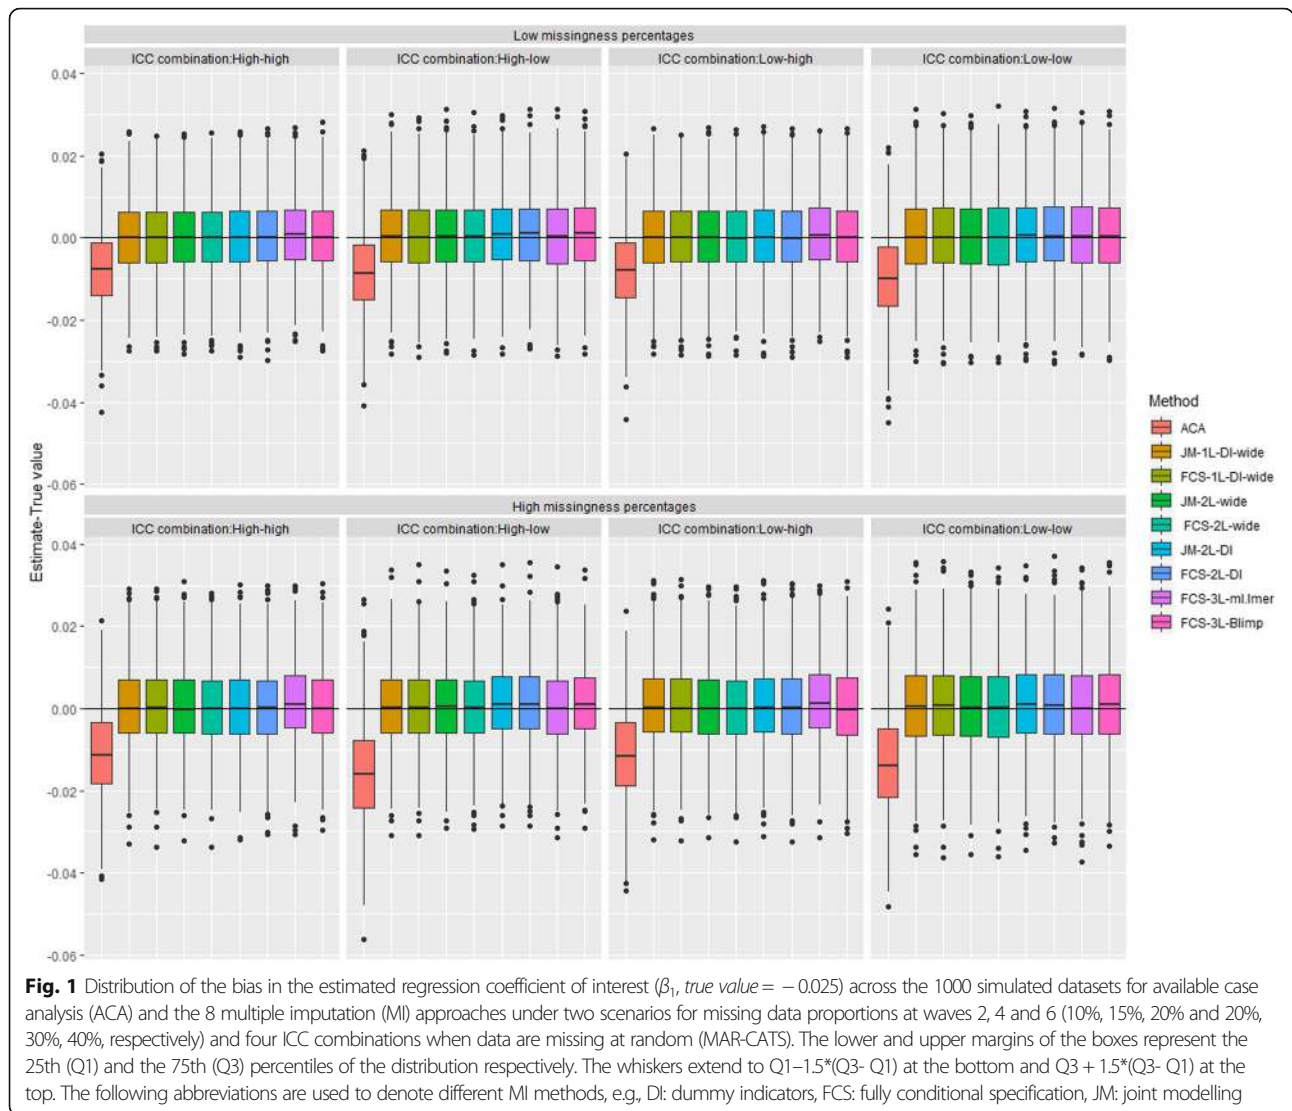 Low missingness percentages
ICC combination:High-high
ICC combination:High-low
ICC combination:Low-high
ICC combination:Low-low
0.04
0.02
0.00
-0.02
-0.04
-0.06
Estimate-True value
High missingness percentages
ICC combination:High-high
ICC combination:High-low
ICC combination:Low-high
ICC combination:Low-low
0.04
0.02
0.00
-0.02
-0.04
-0.06
Method
ACA
JM-1L-DI-wide
FCS-1L-DI-wide
JM-2L-wide
FCS-2L-wide
JM-2L-DI
FCS-2L-DI
FCS-3L-ml.lmer
FCS-3L-Blimp
Fig. 1 Distribution of the bias in the estimated regression coefficient of interest (β₁, true value = − 0.025) across the 1000 simulated datasets for available case
analysis (ACA) and the 8 multiple imputation (MI) approaches under two scenarios for missing data proportions at waves 2, 4 and 6 (10%, 15%, 20% and 20%,
30%, 40%, respectively) and four ICC combinations when data are missing at random (MAR-CATS). The lower and upper margins of the boxes represent the
25th (Q1) and the 75th (Q3) percentiles of the distribution respectively. The whiskers extend to Q1–1.5*(Q3- Q1) at the bottom and Q3 + 1.5*(Q3- Q1) at the
top. The following abbreviations are used to denote different MI methods, e.g., DI: dummy indicators, FCS: fully conditional specification, JM: joint modelling